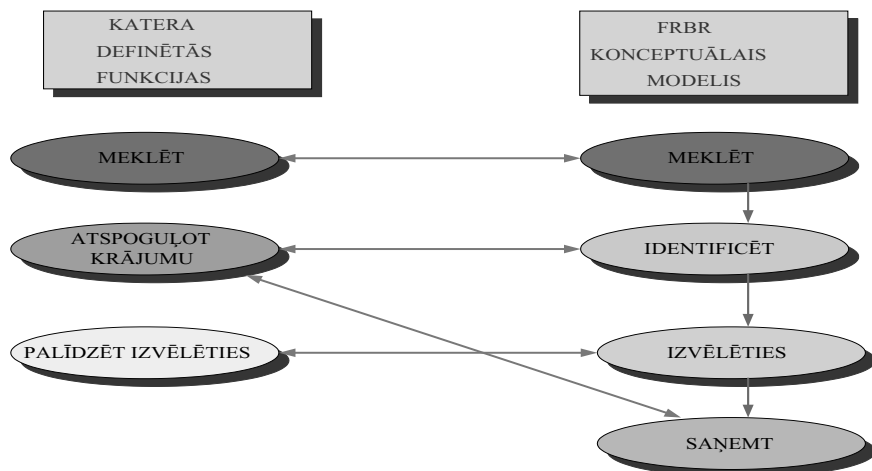 KATERA
DEFINĒTĀS
FUNKCIJAS
FRBR
KONCEPTUĀLAIS
MODELIS
MEKLĒT
MEKLĒT
ATSPOGUĻOT
KRĀJUMU
IDENTIFICĒT
PALĪDZĒT IZVĒLĒTIES
IZVĒLĒTIES
SAŅEMT